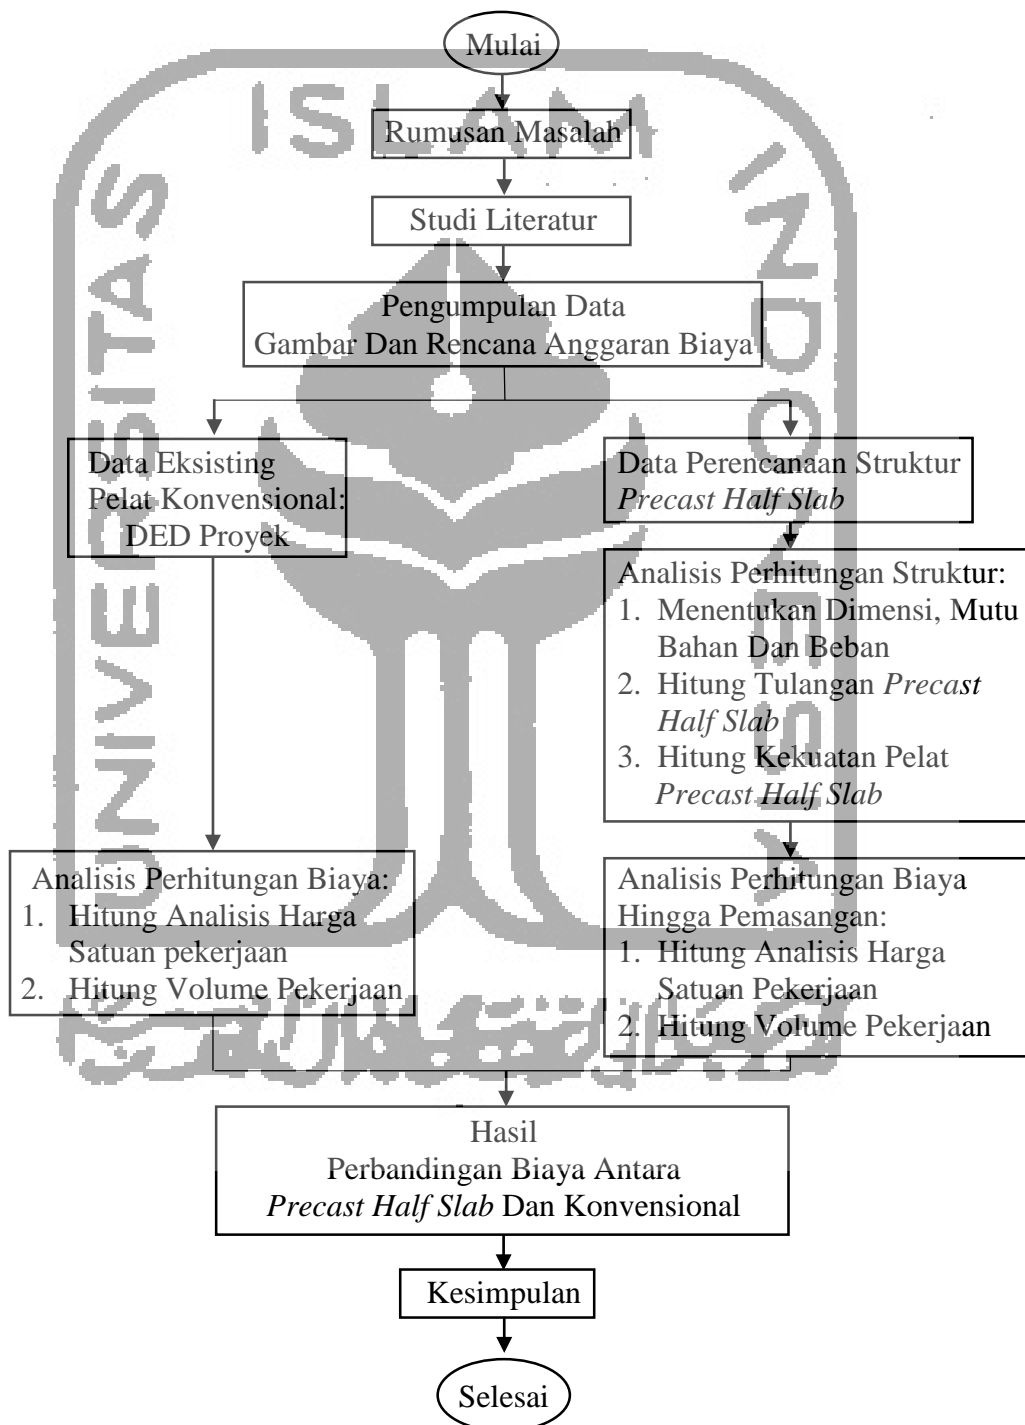 Mulai
ISLAM
UNIVERSITAS
INDONESIA
Rumusan Masalah
Studi Literatur
Pengumpulan Data
Gambar Dan Rencana Anggaran Biaya
Data Eksisting
Pelat Konvensional:
DED Proyek
Analisis Perhitungan Biaya:
1. Hitung Analisis Harga
Satuan pekerjaan
2. Hitung Volume Pekerjaan
Data Perencanaan Struktur
Precast Half Slab
Analisis Perhitungan Struktur:
1. Menentukan Dimensi, Mutu
Bahan Dan Beban
2. Hitung Tulangan Precast
Half Slab
3. Hitung Kekuatan Pelat
Precast Half Slab
Analisis Perhitungan Biaya
Hingga Pemasangan:
1. Hitung Analisis Harga
Satuan Pekerjaan
2. Hitung Volume Pekerjaan
Hasil
Perbandingan Biaya Antara
Precast Half Slab Dan Konvensional
Kesimpulan
Selesai